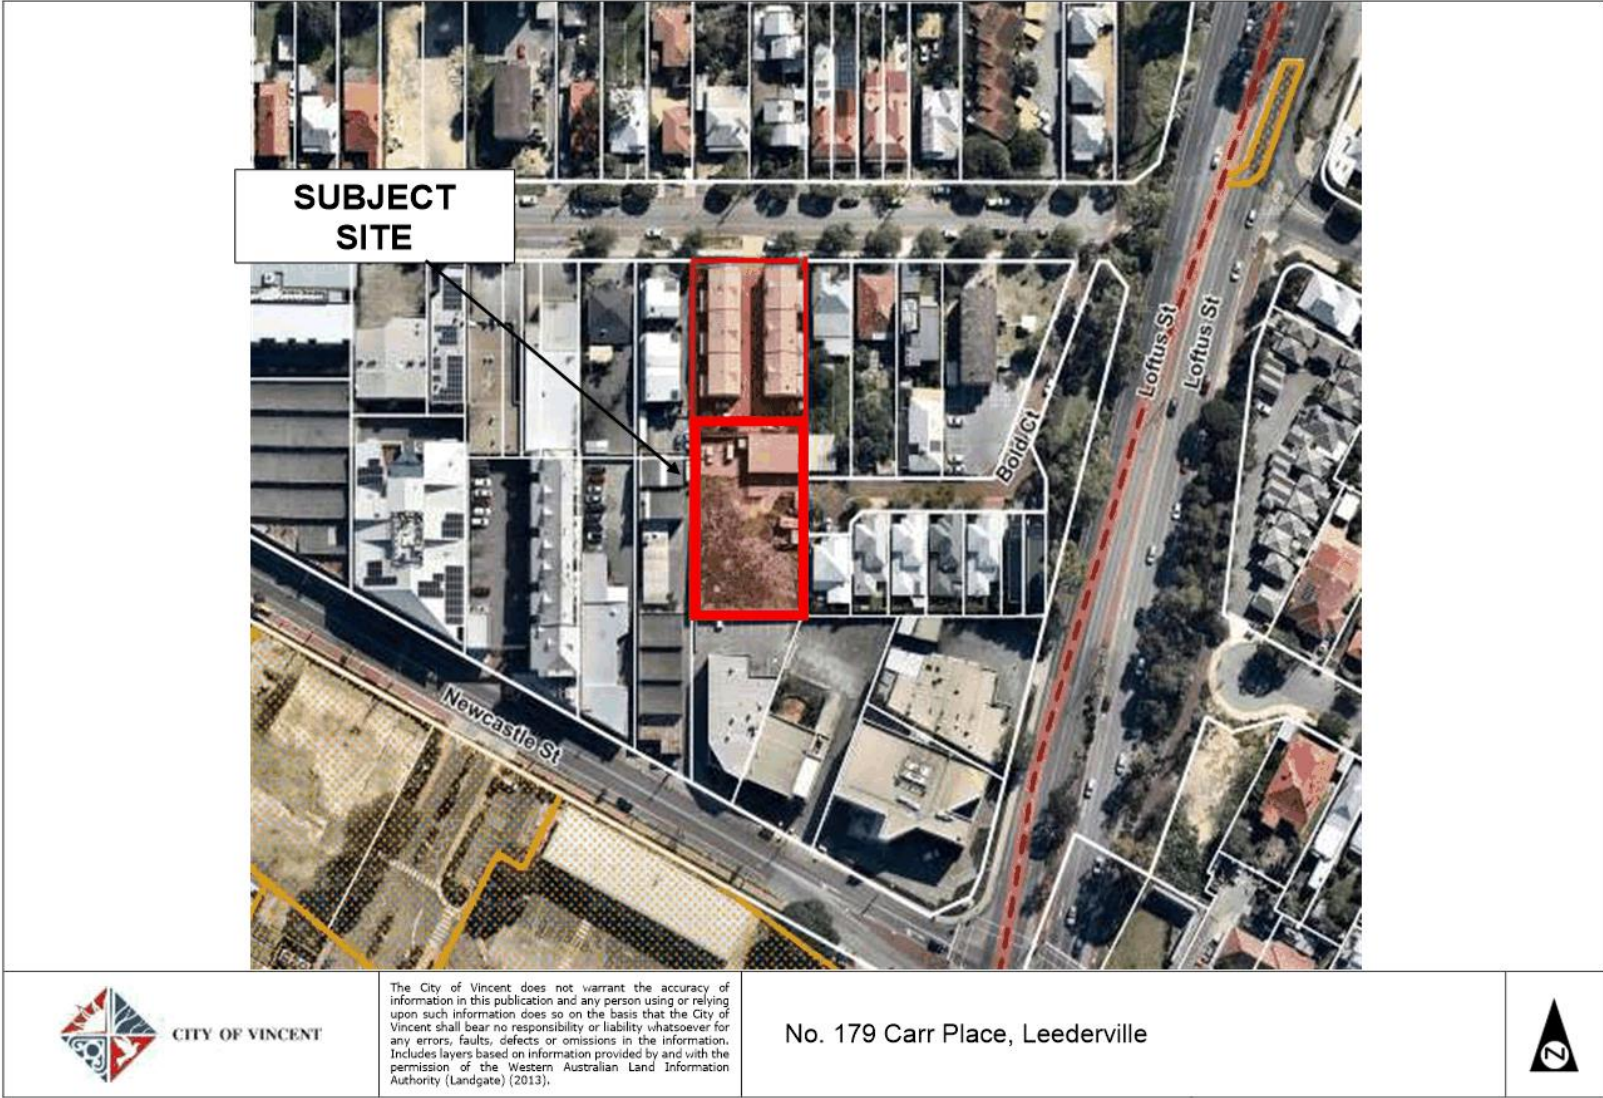 SUBJECT
SITE
Loftus St
Loftus St
Bold Ct
Newcastle St
CITY OF VINCENT
The City of Vincent does not warrant the accuracy of
information in this publication and any person using or relying
upon such information does so on the basis that the City of
Vincent shall bear no responsibility or liability whatsoever for
any errors, faults, defects or omissions in the information.
Includes layers based on information provided by and with the
permission of the Western Australian Land Information
Authority (Landgate) (2013).
No. 179 Carr Place, Leederville
N